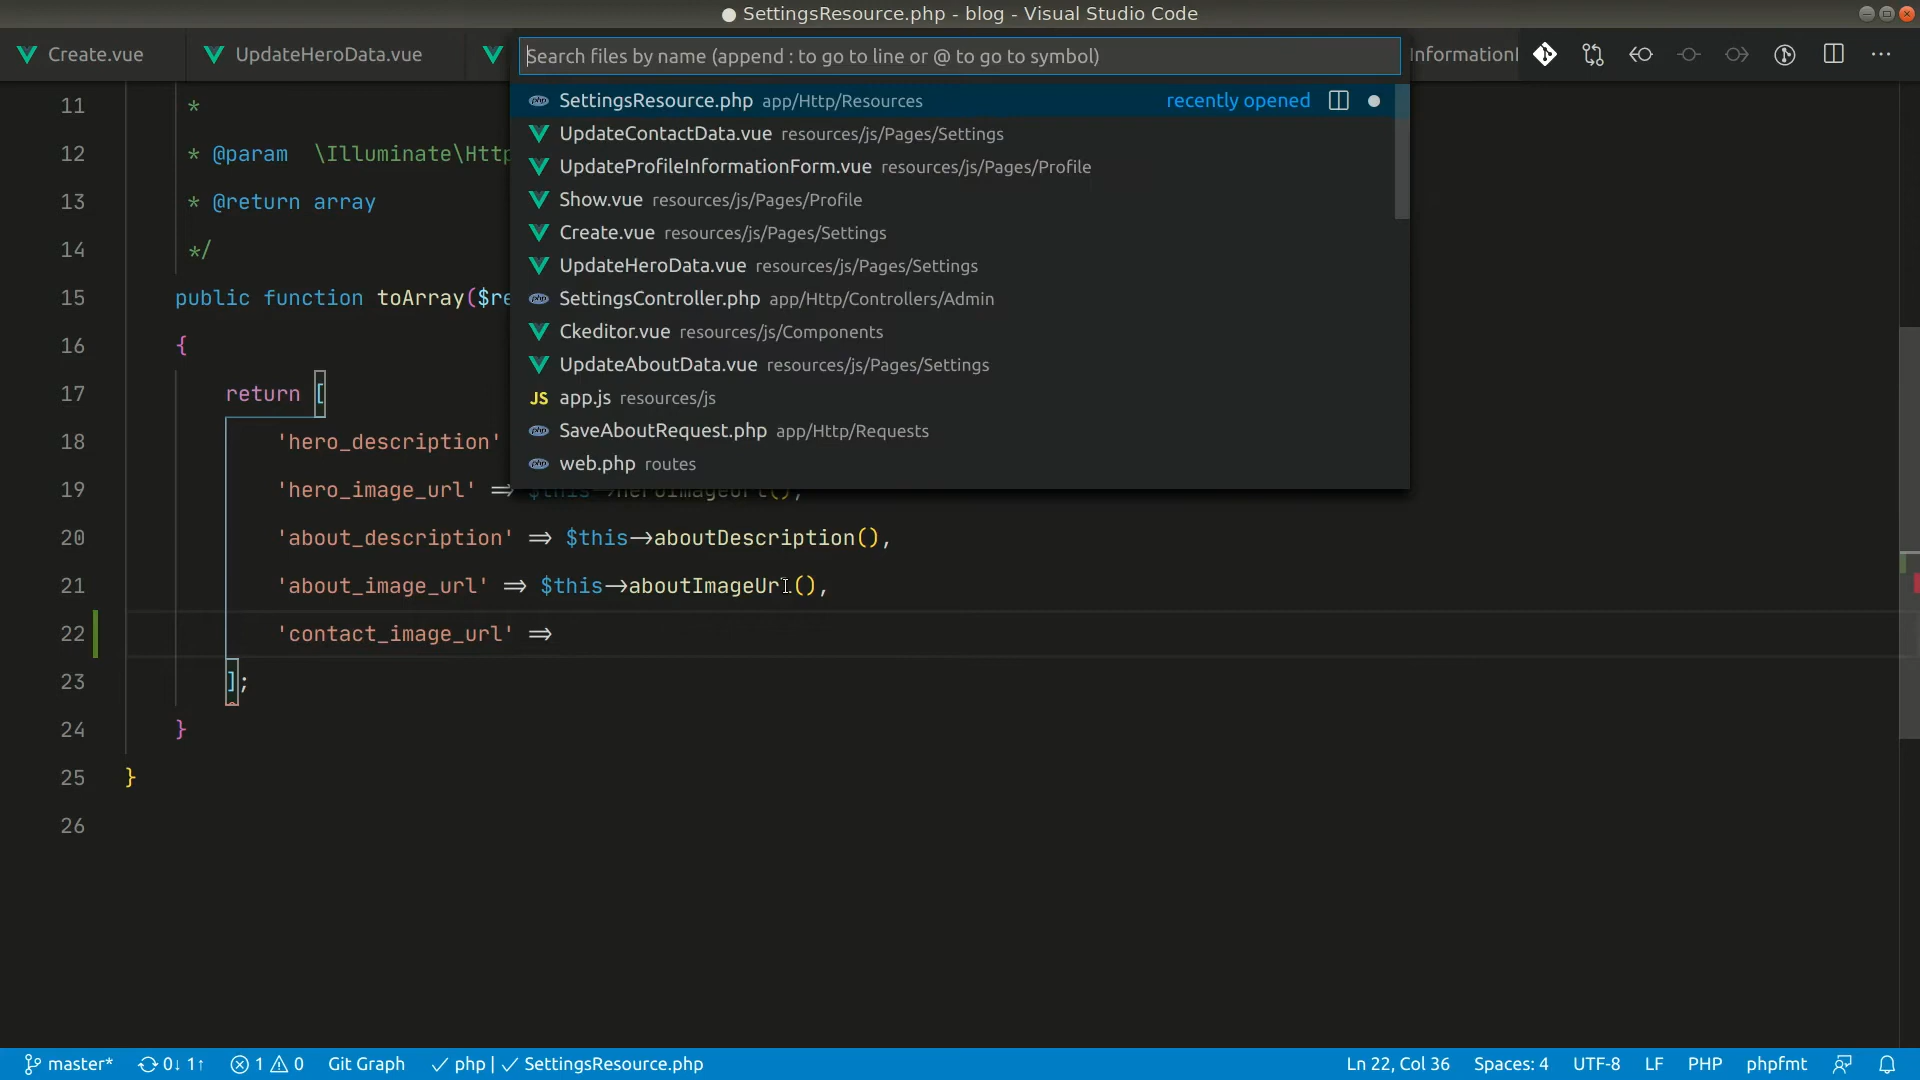 SettingsResource.php - blog - Visual Studio Code
Create.vue
UpdateHeroData.vue
Search files by name (append : to go to line or @ to go to symbol)
Information
SettingsResource.php app/Http/Resources recently opened
UpdateContactData.vue resources/js/Pages/Settings
UpdateProfileInformationForm.vue resources/js/Pages/Profile
Show.vue resources/js/Pages/Profile
Create.vue resources/js/Pages/Settings
UpdateHeroData.vue resources/js/Pages/Settings
SettingsController.php app/Http/Controllers/Admin
Ckeditor.vue resources/js/Components
UpdateAboutData.vue resources/js/Pages/Settings
JS app.js resources/js
SaveAboutRequest.php app/Http/Requests
web.php routes
11 *
12 * @param \Illuminate\Http
13 * @return array
14 */
15 public function toArray($re
16 {
17 return [
18 'hero_description'
19 'hero_image_url' => $this->heroImageUrl(),
20 'about_description' => $this->aboutDescription(),
21 'about_image_url' => $this->aboutImageUrl(),
22 'contact_image_url' =>
23 ];
24 }
25 }
26
master* 0↓ 1↑ 1 0 Git Graph ✓ php | ✓ SettingsResource.php Ln 22, Col 36 Spaces: 4 UTF-8 LF PHP phpfmt